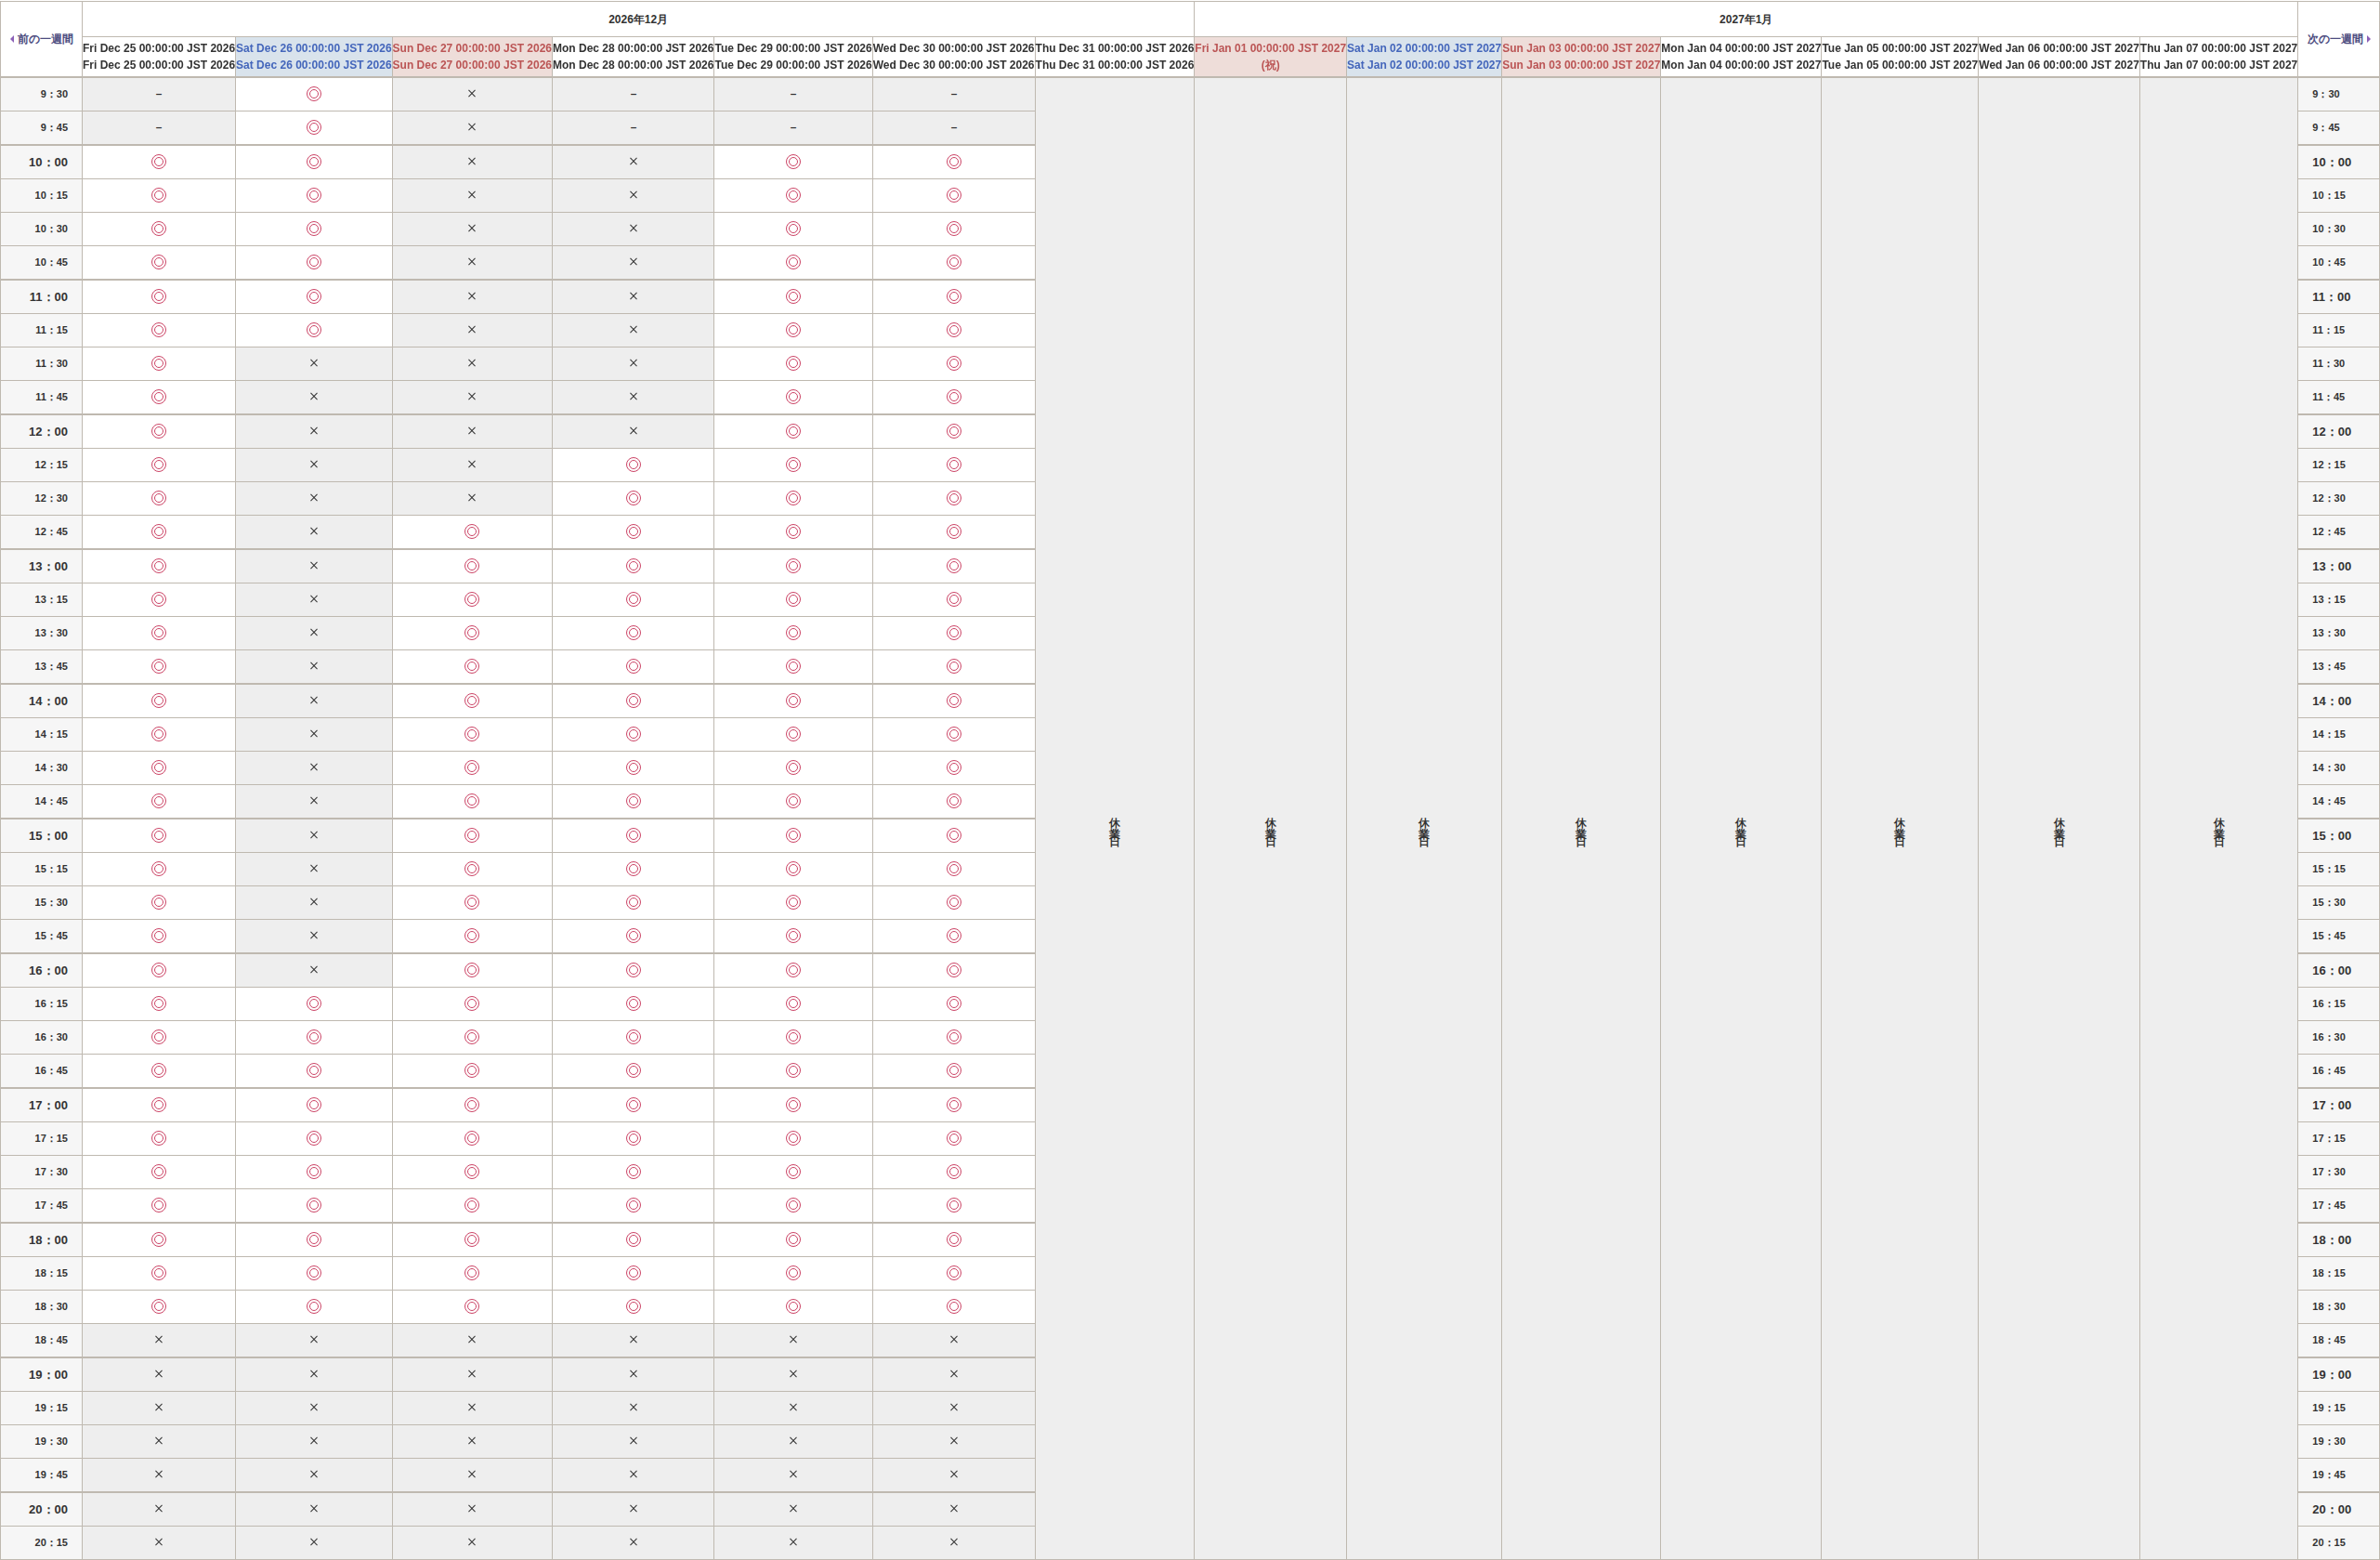 前の一週間
2026年12月
2027年1月
次の一週間
Fri Dec 25 00:00:00 JST 2026 Sat Dec 26 00:00:00 JST 2026 Sun Dec 27 00:00:00 JST 2026 Mon Dec 28 00:00:00 JST 2026 Tue Dec 29 00:00:00 JST 2026 Wed Dec 30 00:00:00 JST 2026 Thu Dec 31 00:00:00 JST 2026 Fri Jan 01 00:00:00 JST 2027 Sat Jan 02 00:00:00 JST 2027 Sun Jan 03 00:00:00 JST 2027 Mon Jan 04 00:00:00 JST 2027 Tue Jan 05 00:00:00 JST 2027 Wed Jan 06 00:00:00 JST 2027 Thu Jan 07 00:00:00 JST 2027
Fri Dec 25 00:00:00 JST 2026 Sat Dec 26 00:00:00 JST 2026 Sun Dec 27 00:00:00 JST 2026 Mon Dec 28 00:00:00 JST 2026 Tue Dec 29 00:00:00 JST 2026 Wed Dec 30 00:00:00 JST 2026 Thu Dec 31 00:00:00 JST 2026 (祝) Sat Jan 02 00:00:00 JST 2027 Sun Jan 03 00:00:00 JST 2027 Mon Jan 04 00:00:00 JST 2027 Tue Jan 05 00:00:00 JST 2027 Wed Jan 06 00:00:00 JST 2027 Thu Jan 07 00:00:00 JST 2027
9：30 － ◎ × － － － 9：30
9：45 － ◎ × － － － 9：45
10：00 ◎ ◎ × × ◎ ◎ 10：00
10：15 ◎ ◎ × × ◎ ◎ 10：15
10：30 ◎ ◎ × × ◎ ◎ 10：30
10：45 ◎ ◎ × × ◎ ◎ 10：45
11：00 ◎ ◎ × × ◎ ◎ 11：00
11：15 ◎ ◎ × × ◎ ◎ 11：15
11：30 ◎ × × × ◎ ◎ 11：30
11：45 ◎ × × × ◎ ◎ 11：45
12：00 ◎ × × × ◎ ◎ 12：00
12：15 ◎ × × ◎ ◎ ◎ 12：15
12：30 ◎ × × ◎ ◎ ◎ 12：30
12：45 ◎ × ◎ ◎ ◎ ◎ 12：45
13：00 ◎ × ◎ ◎ ◎ ◎ 13：00
13：15 ◎ × ◎ ◎ ◎ ◎ 13：15
13：30 ◎ × ◎ ◎ ◎ ◎ 13：30
13：45 ◎ × ◎ ◎ ◎ ◎ 13：45
14：00 ◎ × ◎ ◎ ◎ ◎ 14：00
14：15 ◎ × ◎ ◎ ◎ ◎ 14：15
14：30 ◎ × ◎ ◎ ◎ ◎ 14：30
14：45 ◎ × ◎ ◎ ◎ ◎ 14：45
15：00 ◎ × ◎ ◎ ◎ ◎ 休業日 休業日 休業日 休業日 休業日 休業日 休業日 休業日 15：00
15：15 ◎ × ◎ ◎ ◎ ◎ 15：15
15：30 ◎ × ◎ ◎ ◎ ◎ 15：30
15：45 ◎ × ◎ ◎ ◎ ◎ 15：45
16：00 ◎ × ◎ ◎ ◎ ◎ 16：00
16：15 ◎ ◎ ◎ ◎ ◎ ◎ 16：15
16：30 ◎ ◎ ◎ ◎ ◎ ◎ 16：30
16：45 ◎ ◎ ◎ ◎ ◎ ◎ 16：45
17：00 ◎ ◎ ◎ ◎ ◎ ◎ 17：00
17：15 ◎ ◎ ◎ ◎ ◎ ◎ 17：15
17：30 ◎ ◎ ◎ ◎ ◎ ◎ 17：30
17：45 ◎ ◎ ◎ ◎ ◎ ◎ 17：45
18：00 ◎ ◎ ◎ ◎ ◎ ◎ 18：00
18：15 ◎ ◎ ◎ ◎ ◎ ◎ 18：15
18：30 ◎ ◎ ◎ ◎ ◎ ◎ 18：30
18：45 × × × × × × 18：45
19：00 × × × × × × 19：00
19：15 × × × × × × 19：15
19：30 × × × × × × 19：30
19：45 × × × × × × 19：45
20：00 × × × × × × 20：00
20：15 × × × × × × 20：15